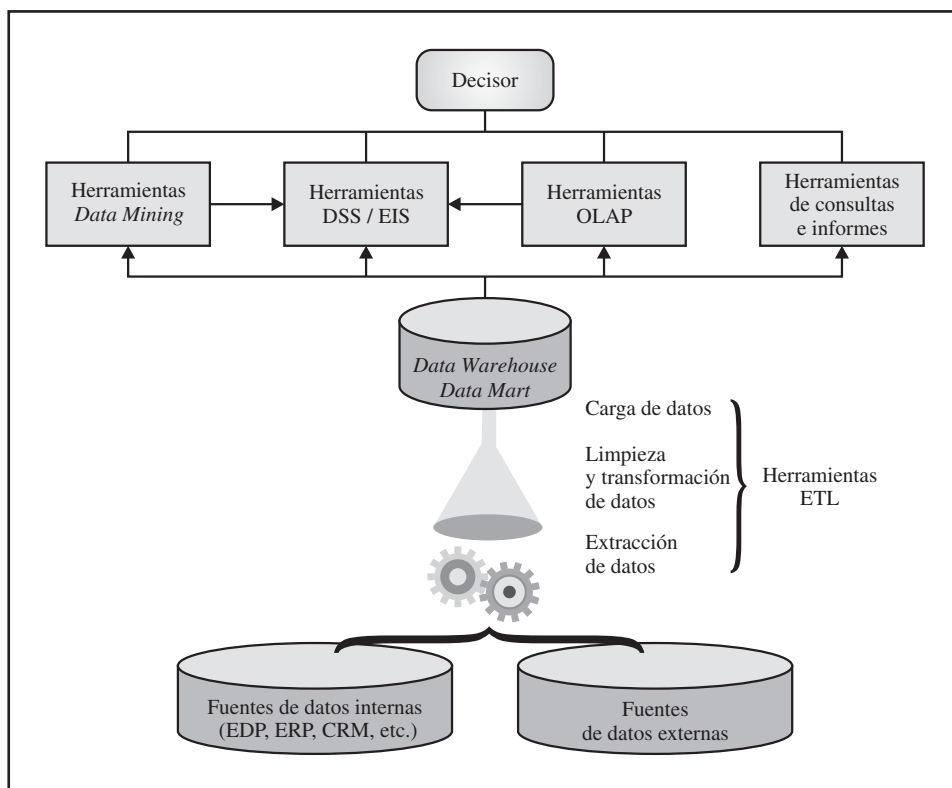 Decisor
Herramientas
Data Mining
Herramientas
DSS / EIS
Herramientas
OLAP
Herramientas
de consultas
e informes
Data Warehouse
Data Mart
Carga de datos
Limpieza
y transformación
de datos
Extracción
de datos
Herramientas
ETL
Fuentes de datos internas
(EDP, ERP, CRM, etc.)
Fuentes
de datos externas